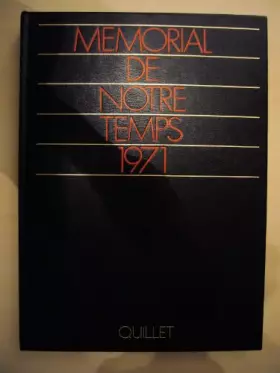 MEMORIAL
DE
NOTRE
TEMPS
1971
QUILLET